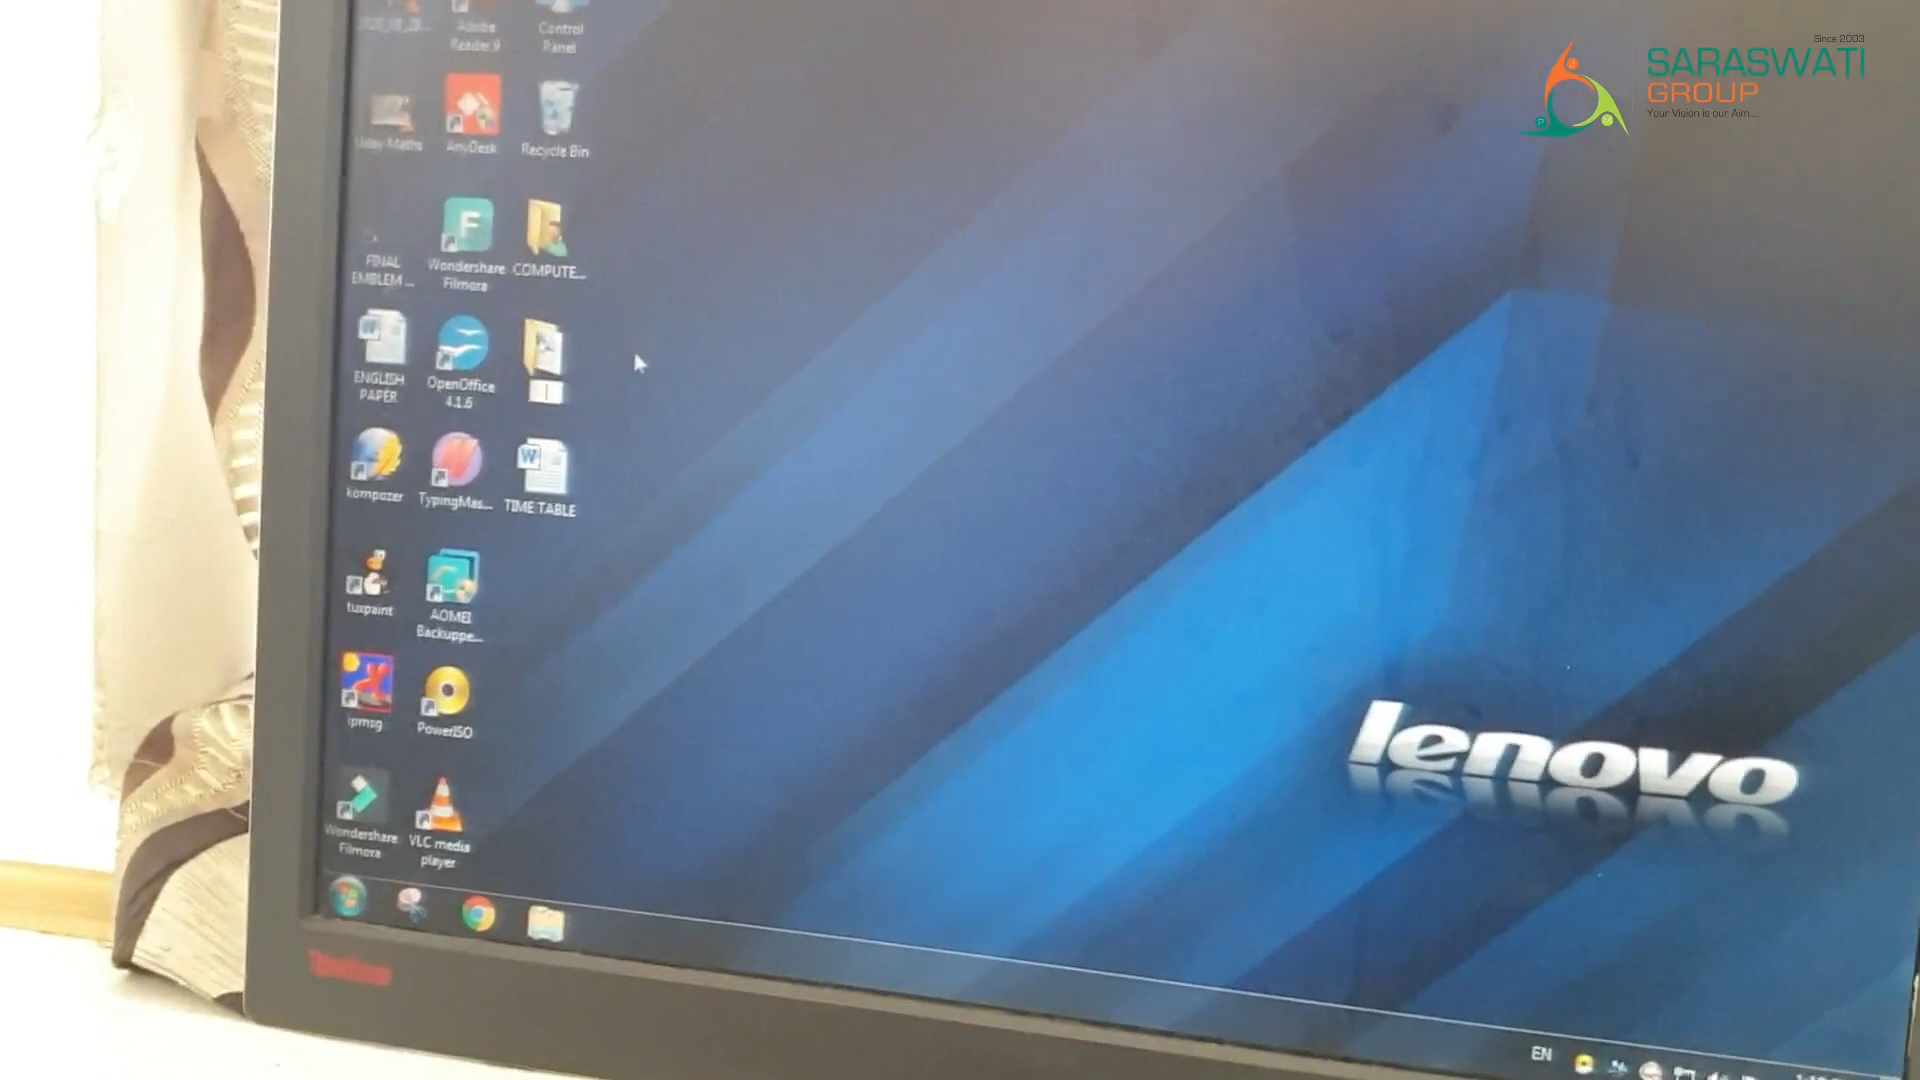 Since 2003
SARASWATI
GROUP
Your Vision is our Aim...
Adobe
Reader 9
Control
Panel
Uday Maths
AnyDesk
Recycle Bin
FINAL
EMBLEM ...
Wondershare
Filmora
COMPUTE...
ENGLISH
PAPER
OpenOffice
4.1.6
kompozer
TypingMas...
TIME TABLE
tuxpaint
AOMEI
Backuppe...
ipmsg
PowerISO
Wondershare
Filmora
VLC media
player
lenovo
EN